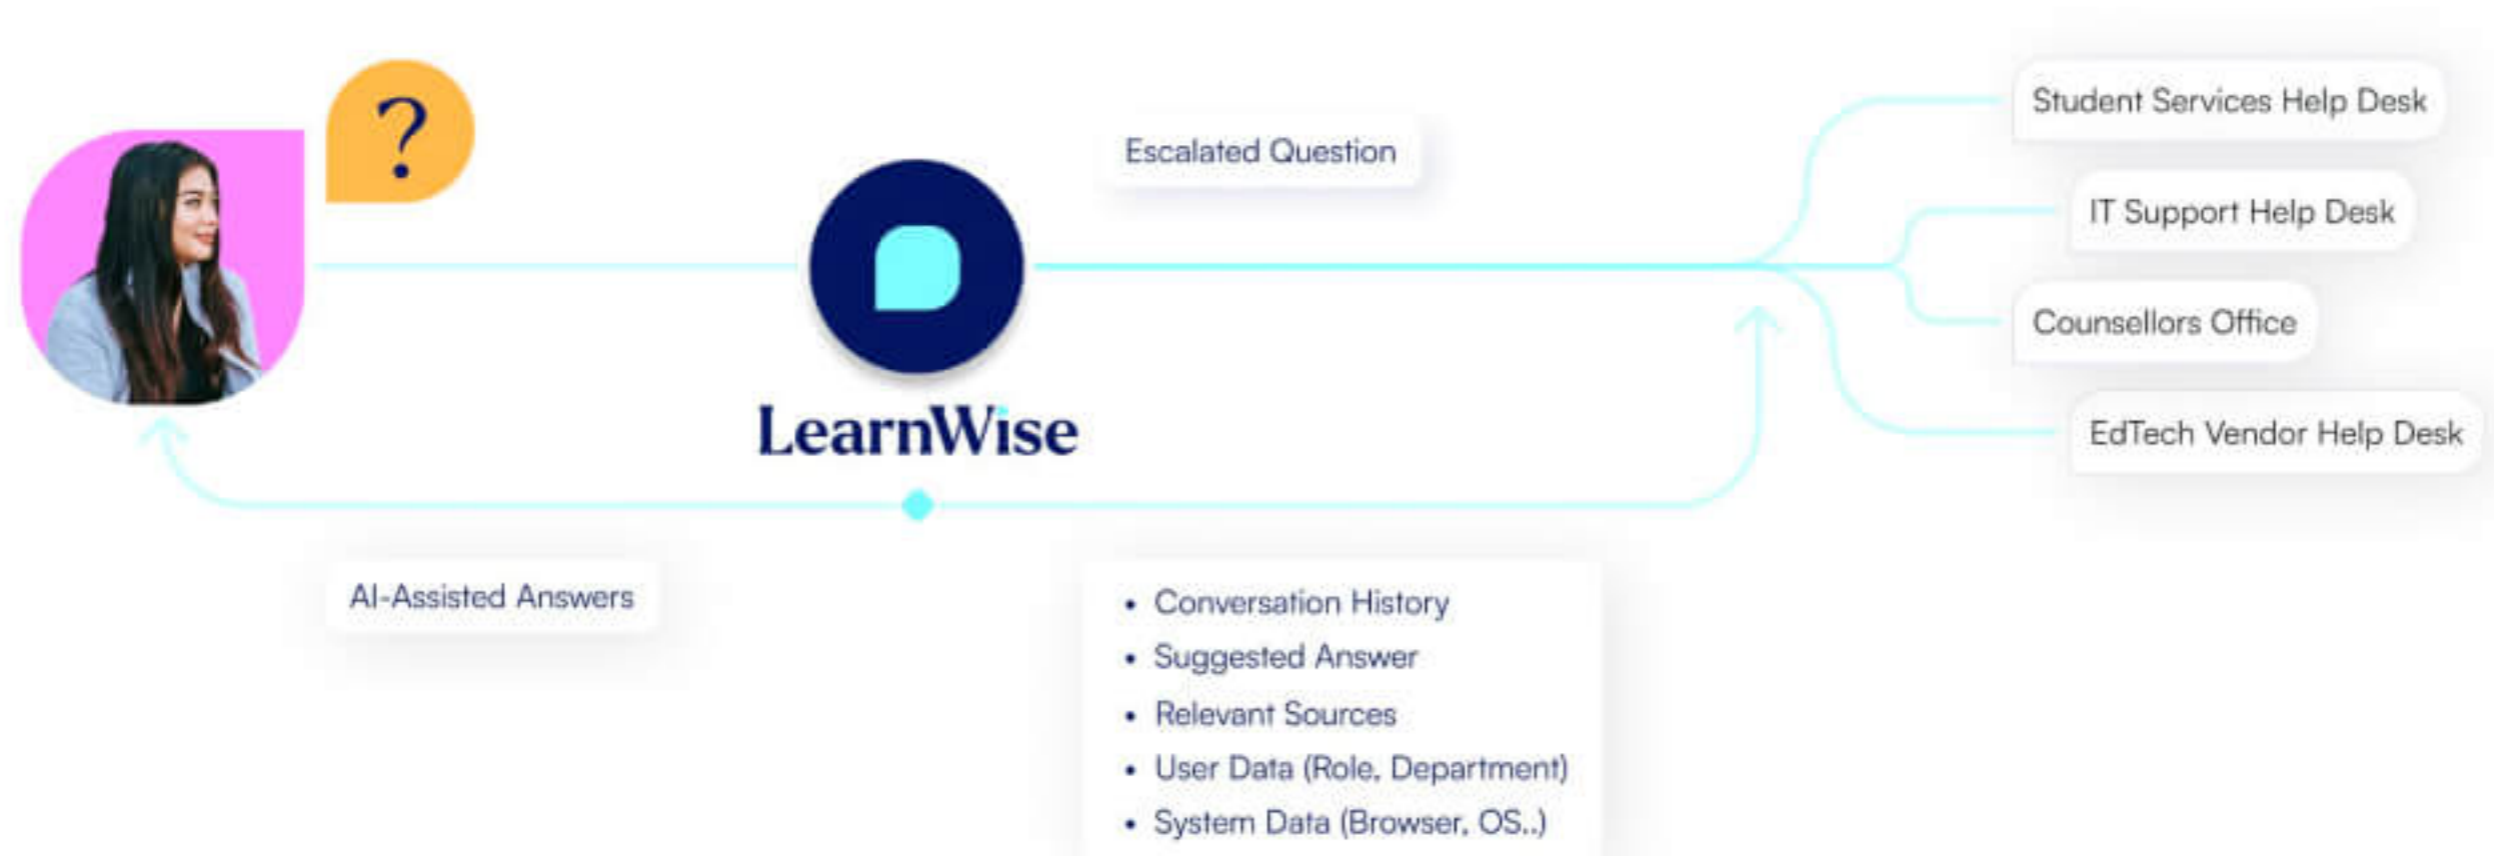 ?
Escalated Question
Student Services Help Desk
IT Support Help Desk
Counsellors Office
EdTech Vendor Help Desk
LearnWise
AI-Assisted Answers
• Conversation History
• Suggested Answer
• Relevant Sources
• User Data (Role, Department)
• System Data (Browser, OS..)